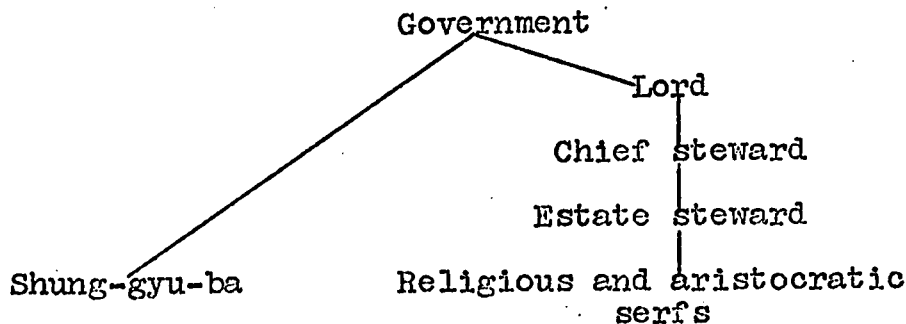 Government
Lord
Chief steward
Estate steward
Shung-gyu-ba
Religious and aristocratic
serfs